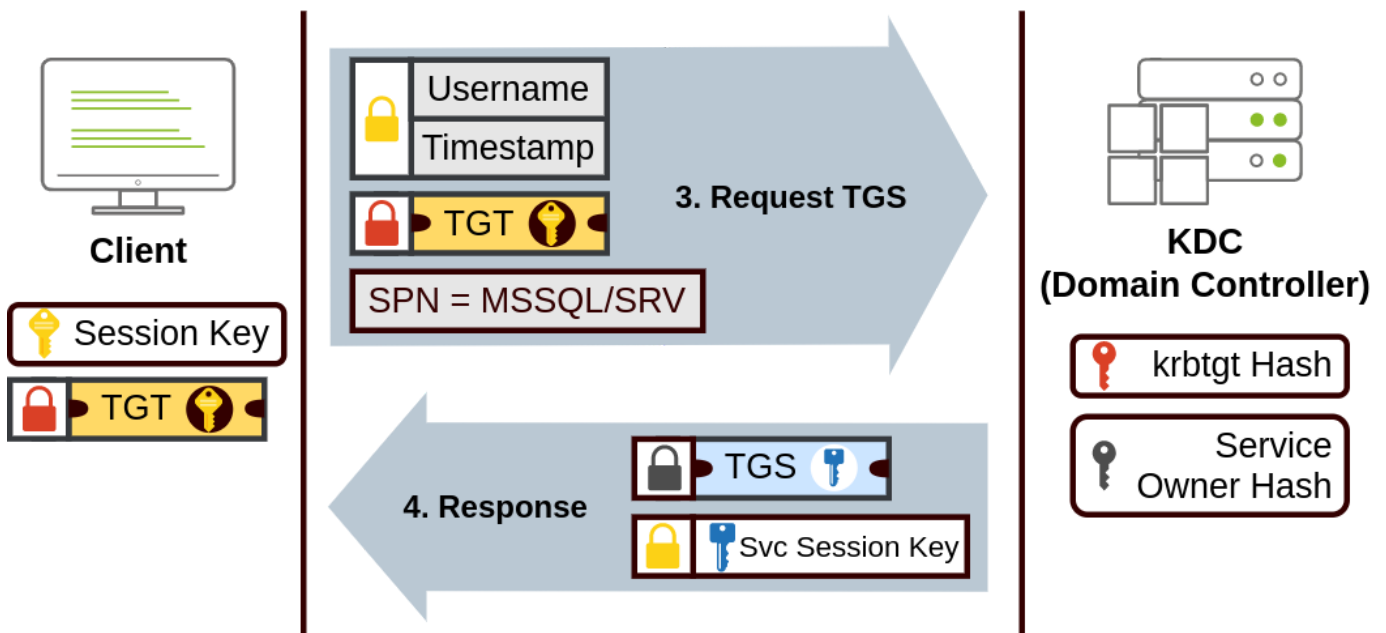 Client
Session Key
TGT
Username
Timestamp
TGT
SPN = MSSQL/SRV
3. Request TGS
4. Response
TGS
Svc Session Key
KDC
(Domain Controller)
krbtgt Hash
Service
Owner Hash